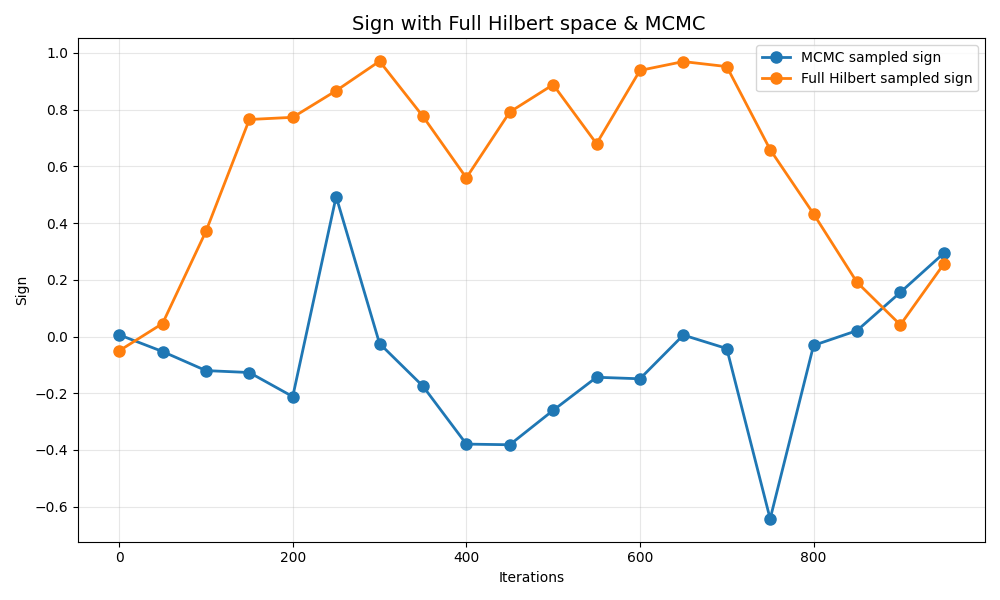 Sign with Full Hilbert space & MCMC
MCMC sampled sign
Full Hilbert sampled sign
1.0
0.8
0.6
0.4
0.2
0.0
−0.2
−0.4
−0.6
Sign
0 200 400 600 800
Iterations